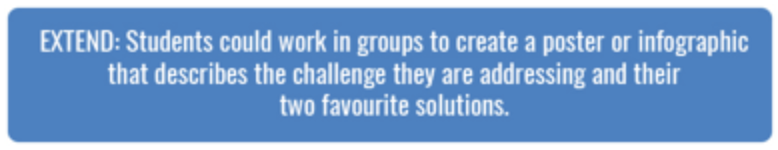 EXTEND: Students could work in groups to create a poster or infographic
that describes the challenge they are addressing and their
two favourite solutions.